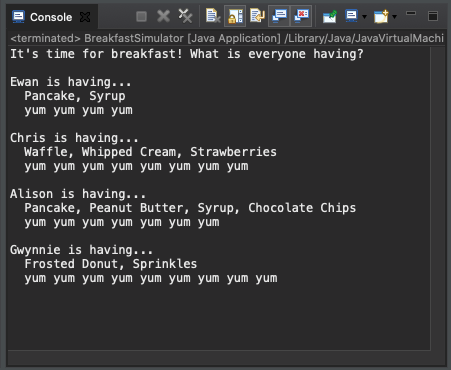 Console
<terminated> BreakfastSimulator [Java Application] /Library/Java/JavaVirtualMachi
It's time for breakfast! What is everyone having?
Ewan is having...
Pancake, Syrup
yum yum yum yum
Chris is having...
Waffle, Whipped Cream, Strawberries
yum yum yum yum yum yum yum yum
Alison is having...
Pancake, Peanut Butter, Syrup, Chocolate Chips
yum yum yum yum yum yum yum
Gwynnie is having...
Frosted Donut, Sprinkles
yum yum yum yum yum yum yum yum yum